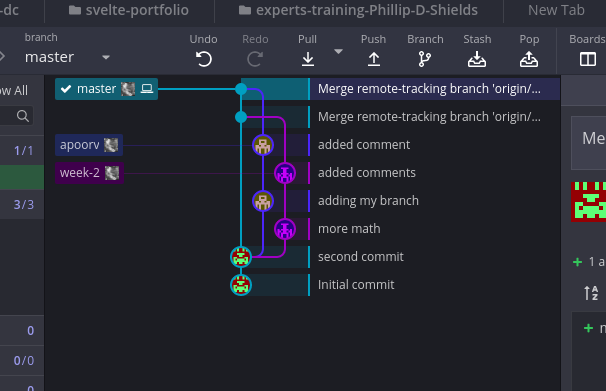 -dc
svelte-portfolio
experts-training-Phillip-D-Shields
New Tab
branch
master
Undo
Redo
Pull
Push
Branch
Stash
Pop
Boards
ow All
1/1
3/3
0
0/0
0
master
apoorv
week-2
Merge remote-tracking branch 'origin/...
Merge remote-tracking branch 'origin/...
added comment
added comments
adding my branch
more math
second commit
Initial commit
Me
+ 1 a
A
Z
+